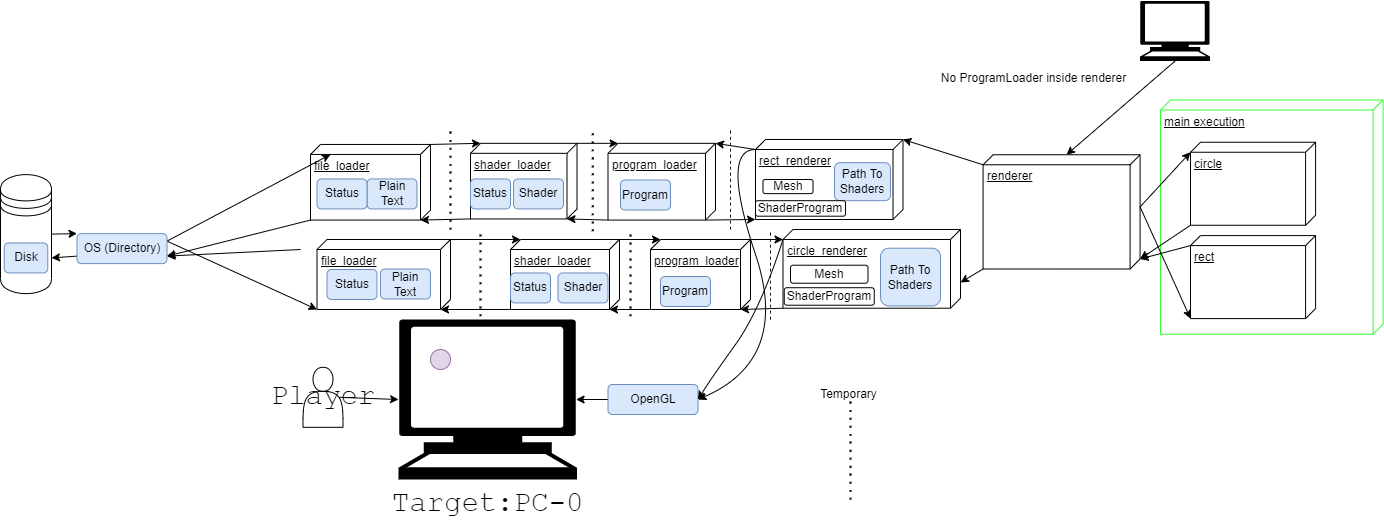 No ProgramLoader inside renderer
main execution
circle
rect
renderer
file_loader
Status
Plain
Text
shader_loader
Status
Shader
program_loader
Program
rect_renderer
Mesh
ShaderProgram
Path To
Shaders
Disk
OS (Directory)
file_loader
Status
Plain
Text
shader_loader
Status
Shader
program_loader
Program
circle_renderer
Mesh
ShaderProgram
Path To
Shaders
Player
OpenGL
Temporary
Target:PC-0